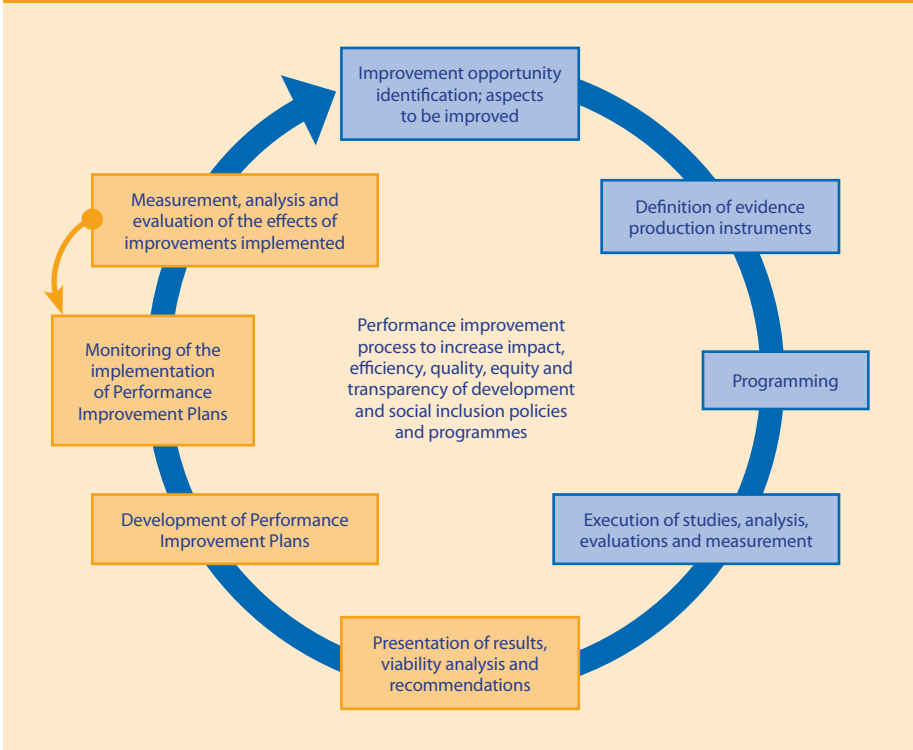 Improvement opportunity
identification; aspects
to be improved
Definition of evidence
production instruments
Programming
Execution of studies, analysis,
evaluations and measurement
Presentation of results,
viability analysis and
recommendations
Development of Performance
Improvement Plans
Monitoring of the
implementation
of Performance
Improvement Plans
Measurement, analysis and
evaluation of the effects of
improvements implemented
Performance improvement
process to increase impact,
efficiency, quality, equity and
transparency of development
and social inclusion policies
and programmes